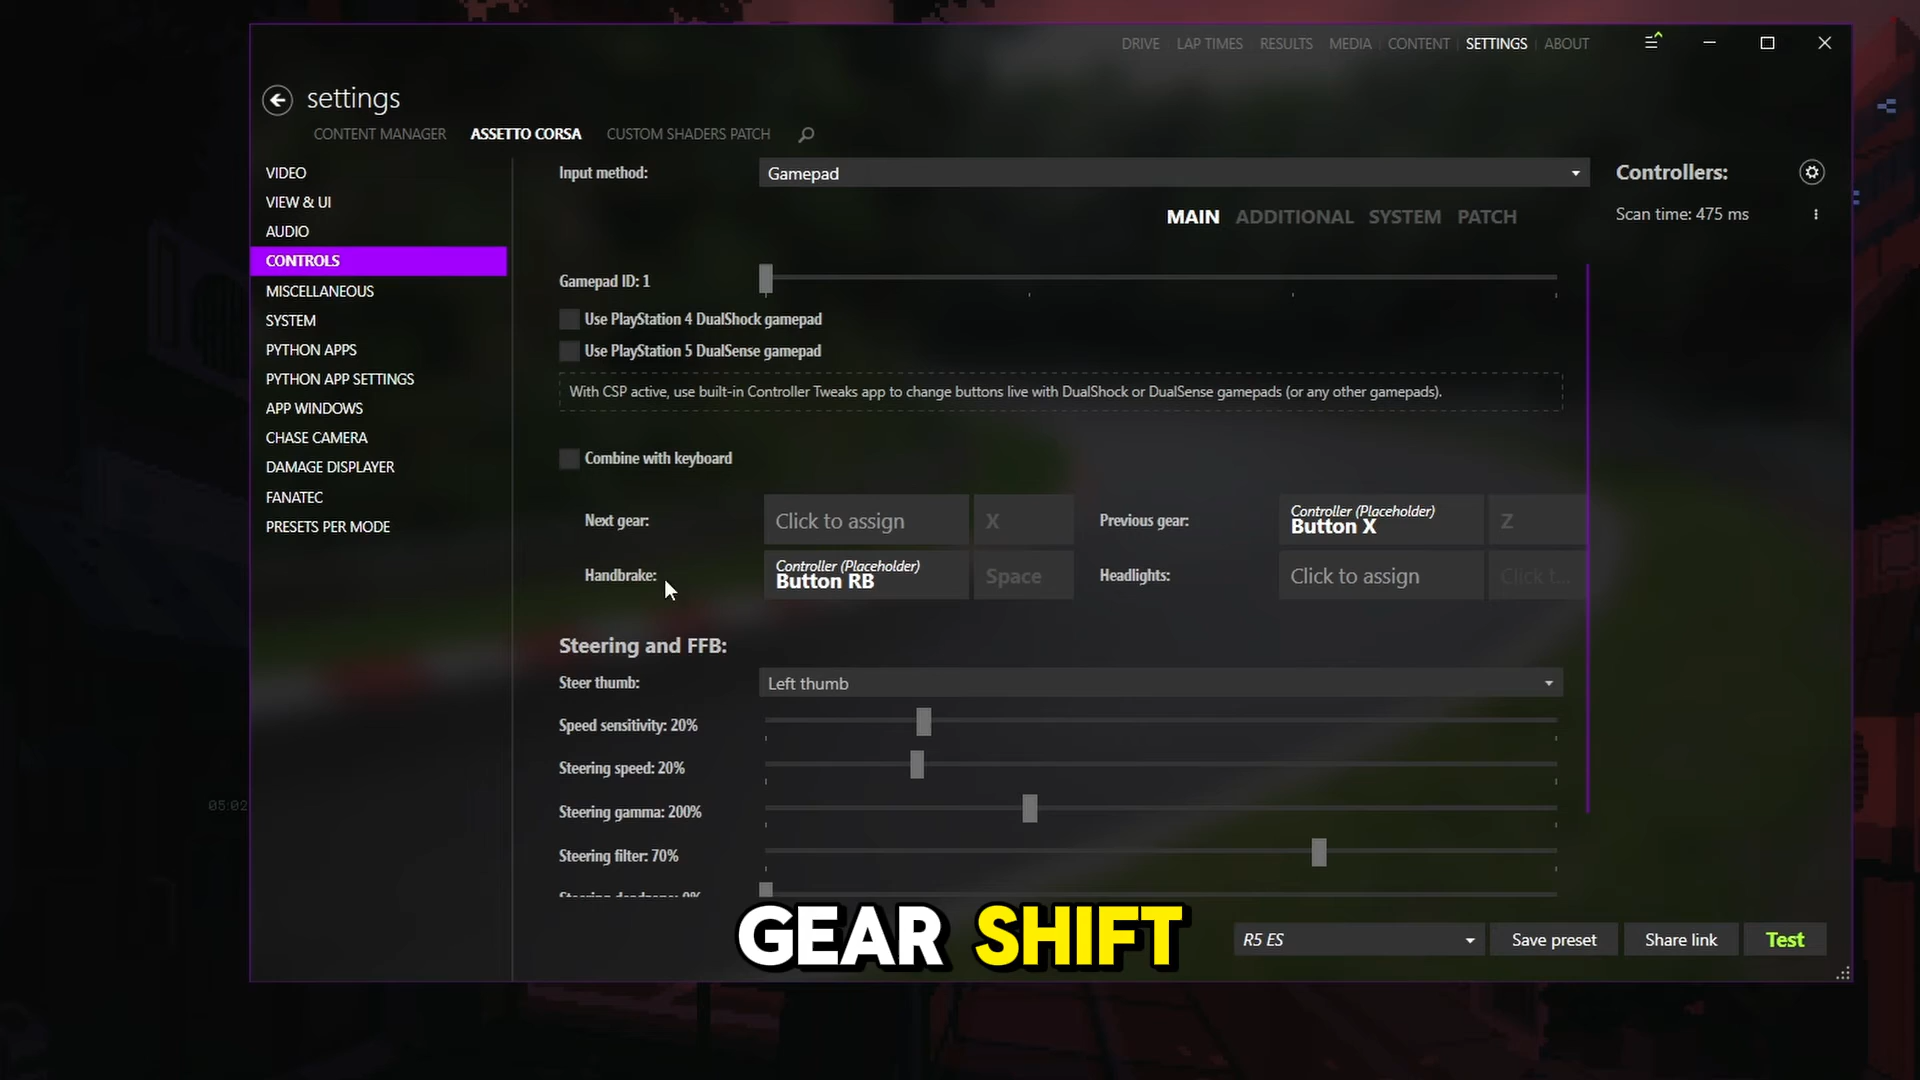 DRIVE LAP TIMES RESULTS MEDIA CONTENT SETTINGS ABOUT
settings
CONTENT MANAGER ASSETTO CORSA CUSTOM SHADERS PATCH
VIDEO
VIEW & UI
AUDIO
CONTROLS
MISCELLANEOUS
SYSTEM
PYTHON APPS
PYTHON APP SETTINGS
APP WINDOWS
CHASE CAMERA
DAMAGE DISPLAYER
FANATEC
PRESETS PER MODE
Input method: Gamepad
MAIN ADDITIONAL SYSTEM PATCH
Gamepad ID: 1
Use PlayStation 4 DualShock gamepad
Use PlayStation 5 DualSense gamepad
With CSP active, use built-in Controller Tweaks app to change buttons live with DualShock or DualSense gamepads (or any other gamepads).
Combine with keyboard
Next gear: Click to assign X Previous gear: Controller (Placeholder) Button X Z
Handbrake: Controller (Placeholder) Button RB Space Headlights: Click to assign Click t...
Steering and FFB:
Steer thumb: Left thumb
Speed sensitivity: 20%
Steering speed: 20%
Steering gamma: 200%
Steering filter: 70%
Controllers:
Scan time: 475 ms
05:02
GEAR SHIFT
R5 ES Save preset Share link Test